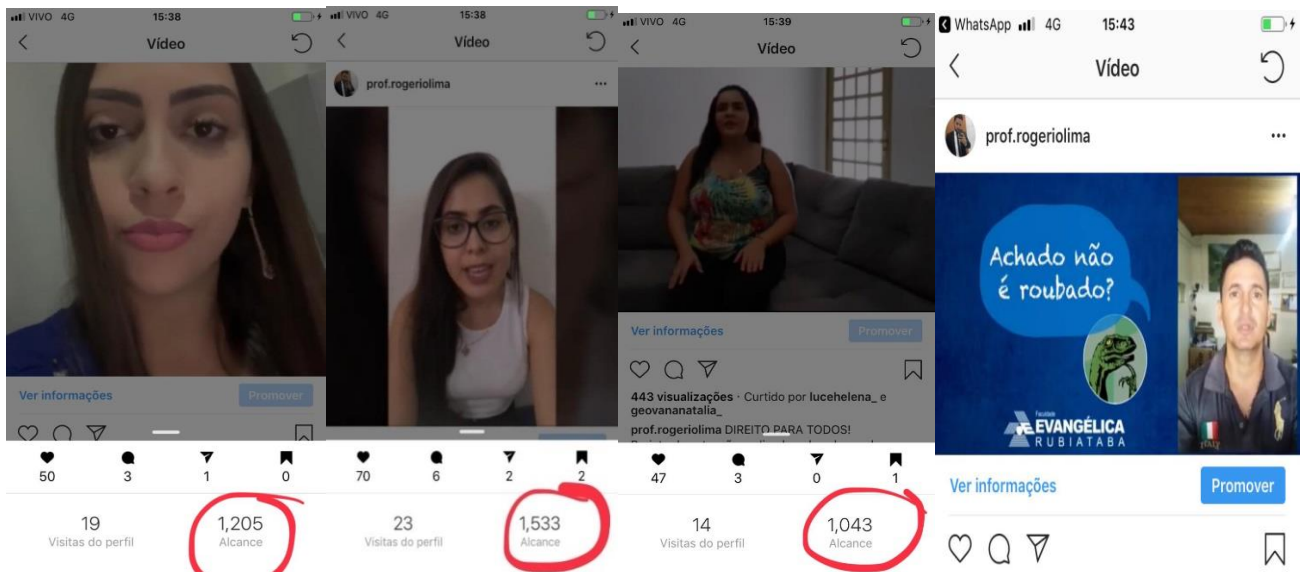 VIVO 4G 15:38
Vídeo
Ver informações
Promover
50 3 1 0
19
Visitas do perfil
1,205
Alcance
VIVO 4G 15:38
Vídeo
prof.rogeriolima
70 6 2 2
23
Visitas do perfil
1,533
Alcance
VIVO 4G 15:39
Vídeo
Ver informações
Promover
443 visualizações · Curtido por lucehelena_ e
geovananatalia_
prof.rogeriolima DIREITO PARA TODOS!
47 3 0 1
14
Visitas do perfil
1,043
Alcance
WhatsApp 4G 15:43
Vídeo
prof.rogeriolima
Achado não
é roubado?
Faculdade
EVANGÉLICA
RUBIATABA
ITALY
Ver informações
Promover